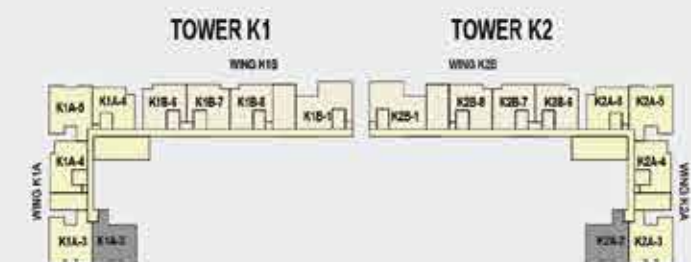 TOWER K1 TOWER K2
WING K1B WING K2B
K1A-5 K1A-6 K1B-6 K1B-7 K1B-8 K1B-1 K2B-1 K2B-8 K2B-7 K2B-6 K2A-6 K2A-5
WING K1A K1A-4 K2A-4 WING K2A
K1A-3 K1A-2 K2A-2 K2A-3